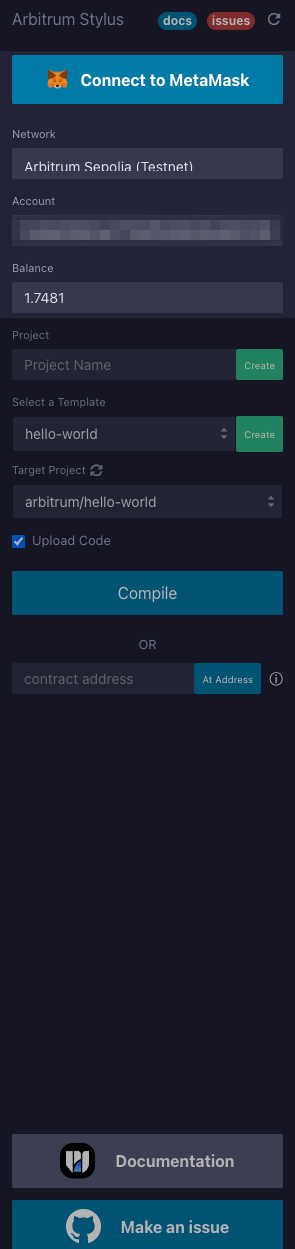 Arbitrum Stylus docs issues
Connect to MetaMask
Network
Arbitrum Sepolia (Testnet)
Account
Balance
1.7481
Project
Project Name Create
Select a Template
hello-world Create
Target Project
arbitrum/hello-world
Upload Code
Compile
OR
contract address At Address
Documentation
Make an issue